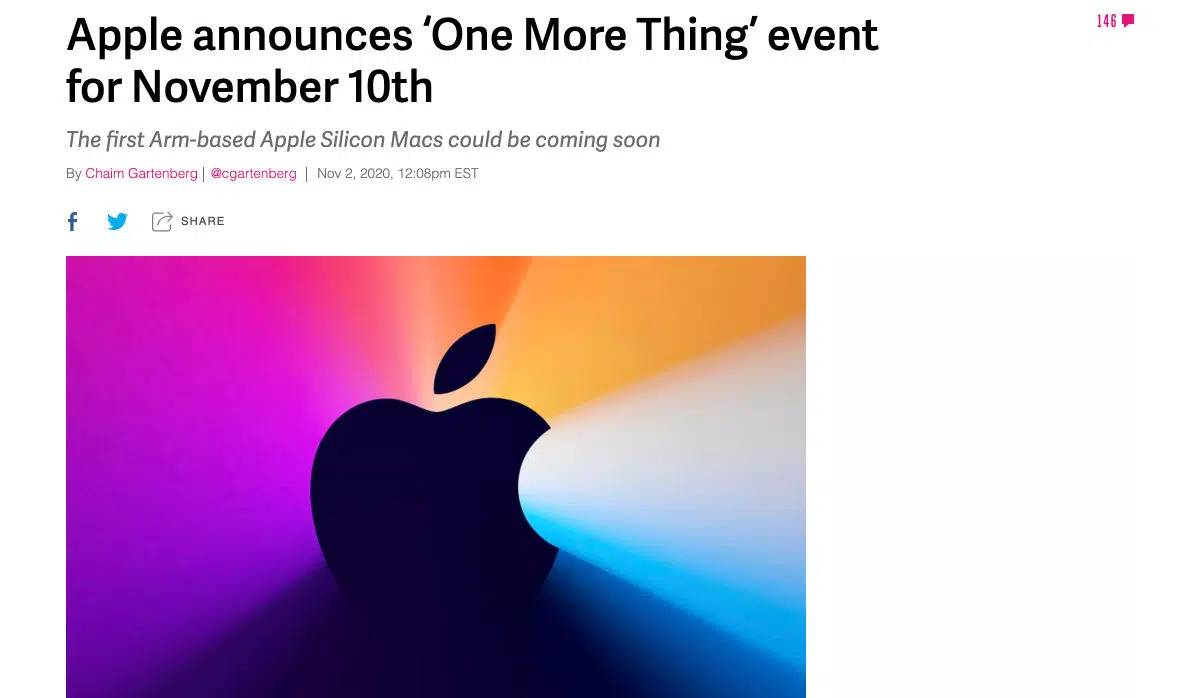 Apple announces ‘One More Thing’ event
146
for November 10th
The first Arm-based Apple Silicon Macs could be coming soon
By Chaim Gartenberg | @cgartenberg | Nov 2, 2020, 12:08pm EST
SHARE